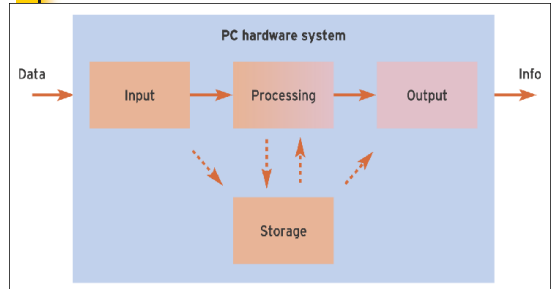 PC hardware system
Data
Info
Input
Processing
Output
Storage